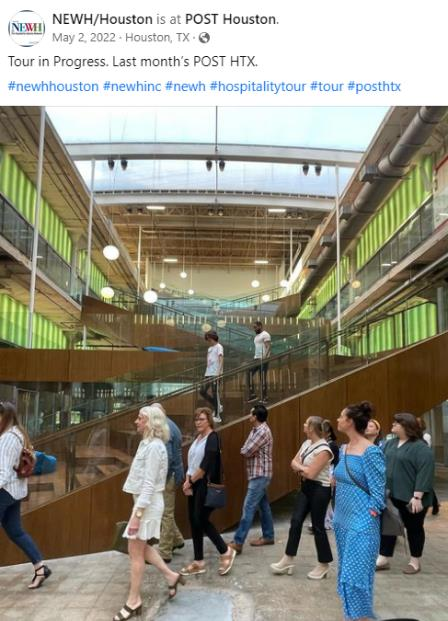 NEWH
NEWH/Houston is at POST Houston.
May 2, 2022 · Houston, TX ·
Tour in Progress. Last month's POST HTX.
#newhhouston #newhinc #newh #hospitalitytour #tour #posthtx